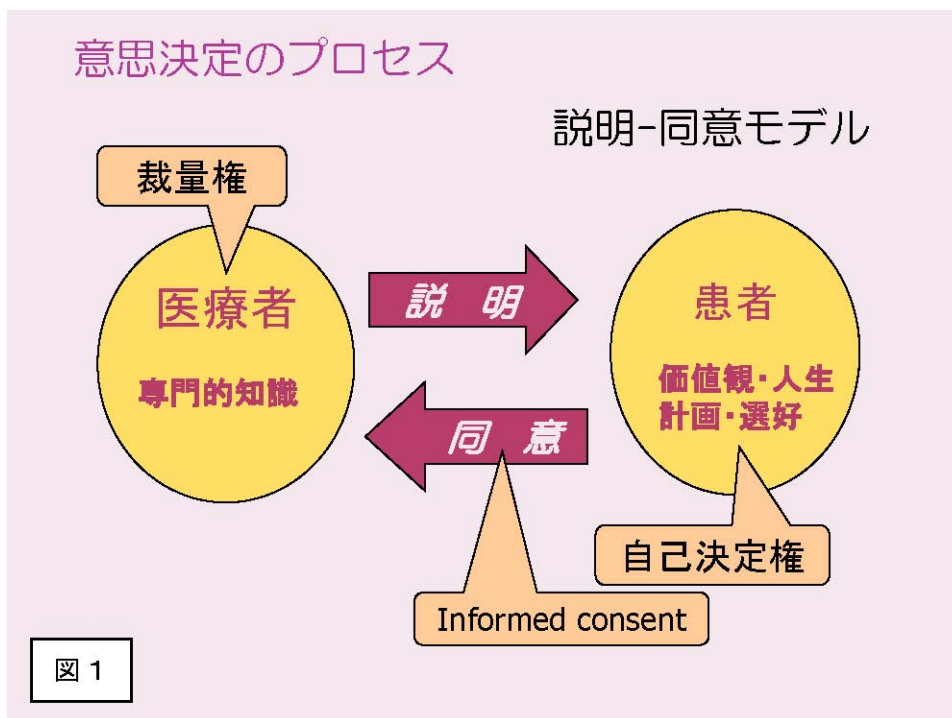 意思決定のプロセス
説明-同意モデル
裁量権
医療者
専門的知識
説 明
同 意
患者
価値観・人生
計画・選好
自己決定権
Informed consent
図 1